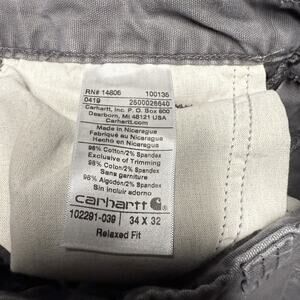 RN# 14806 100135
0419 2500026640
Carhartt, Inc. P.O. Box 600
Dearborn, MI 48121 USA
Carhartt.com
Made in Nicaragua
Fabriqué au Nicaragua
Hecho en Nicaragua
98% Cotton/2% Spandex
Exclusive of Trimming
98% Coton/2% Spandex
Sans garniture
98% Algodon/2% Spandex
Sin incluir adorno
carhartt
102291-039 34 X 32
Relaxed Fit